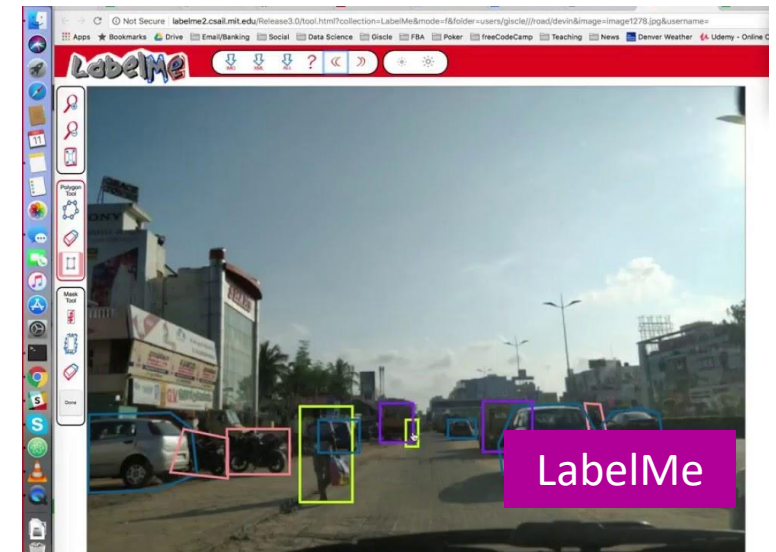 Not Secure | labelme2.csail.mit.edu/Release3.0/tool.html?collection=LabelMe&mode=f&folder=users/giscle///road/devin&image=image1278.jpg&username=
Apps Bookmarks Drive Email/Banking Social Data Science Giscle FBA Poker freeCodeCamp Teaching News Denver Weather Udemy - Online C
LabelMe
?
Polygon
Tool
11
SONY
Mask
Tool
Done
S
S
LabelMe